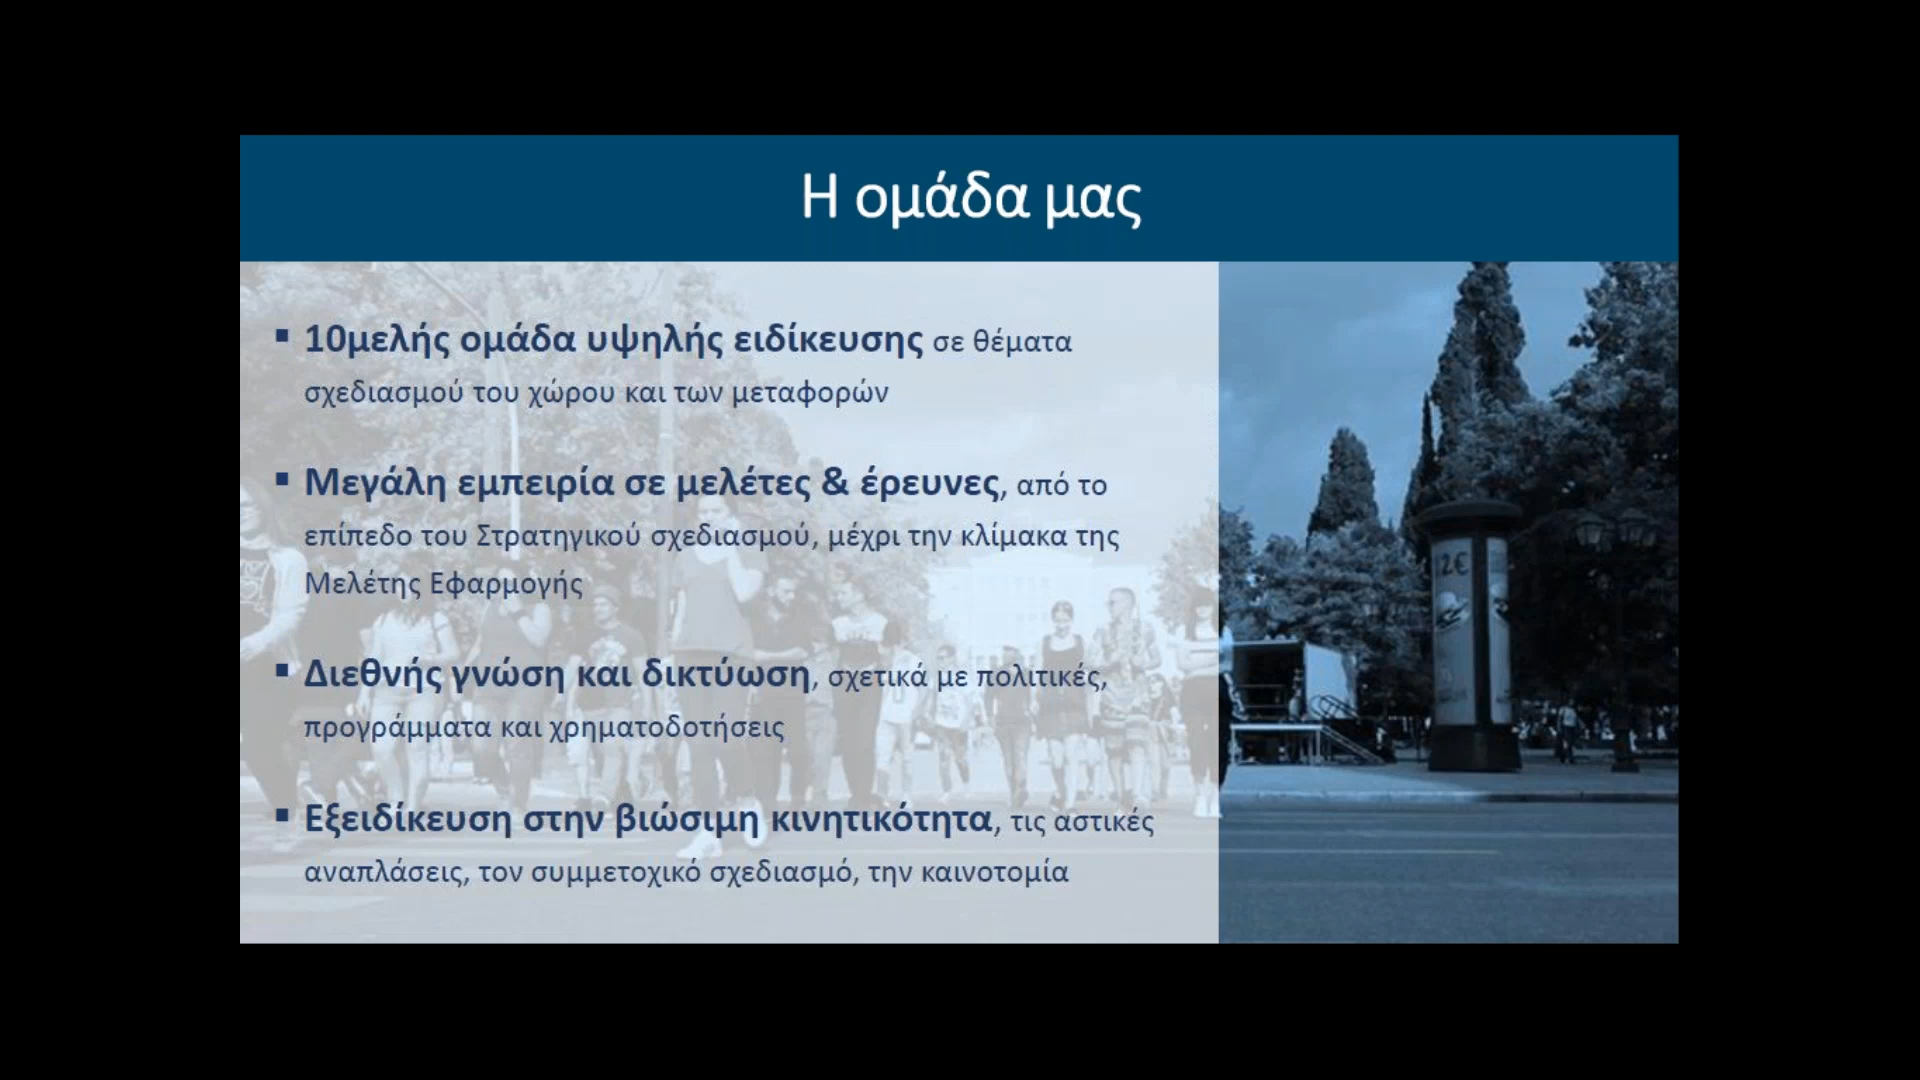 Η ομάδα μας
▪ 10μελής ομάδα υψηλής ειδίκευσης σε θέματα
σχεδιασμού του χώρου και των μεταφορών
▪ Μεγάλη εμπειρία σε μελέτες & έρευνες, από το
επίπεδο του Στρατηγικού σχεδιασμού, μέχρι την κλίμακα της
Μελέτης Εφαρμογής
▪ Διεθνής γνώση και δικτύωση, σχετικά με πολιτικές,
προγράμματα και χρηματοδοτήσεις
▪ Εξειδίκευση στην βιώσιμη κινητικότητα, τις αστικές
αναπλάσεις, τον συμμετοχικό σχεδιασμό, την καινοτομία
2€